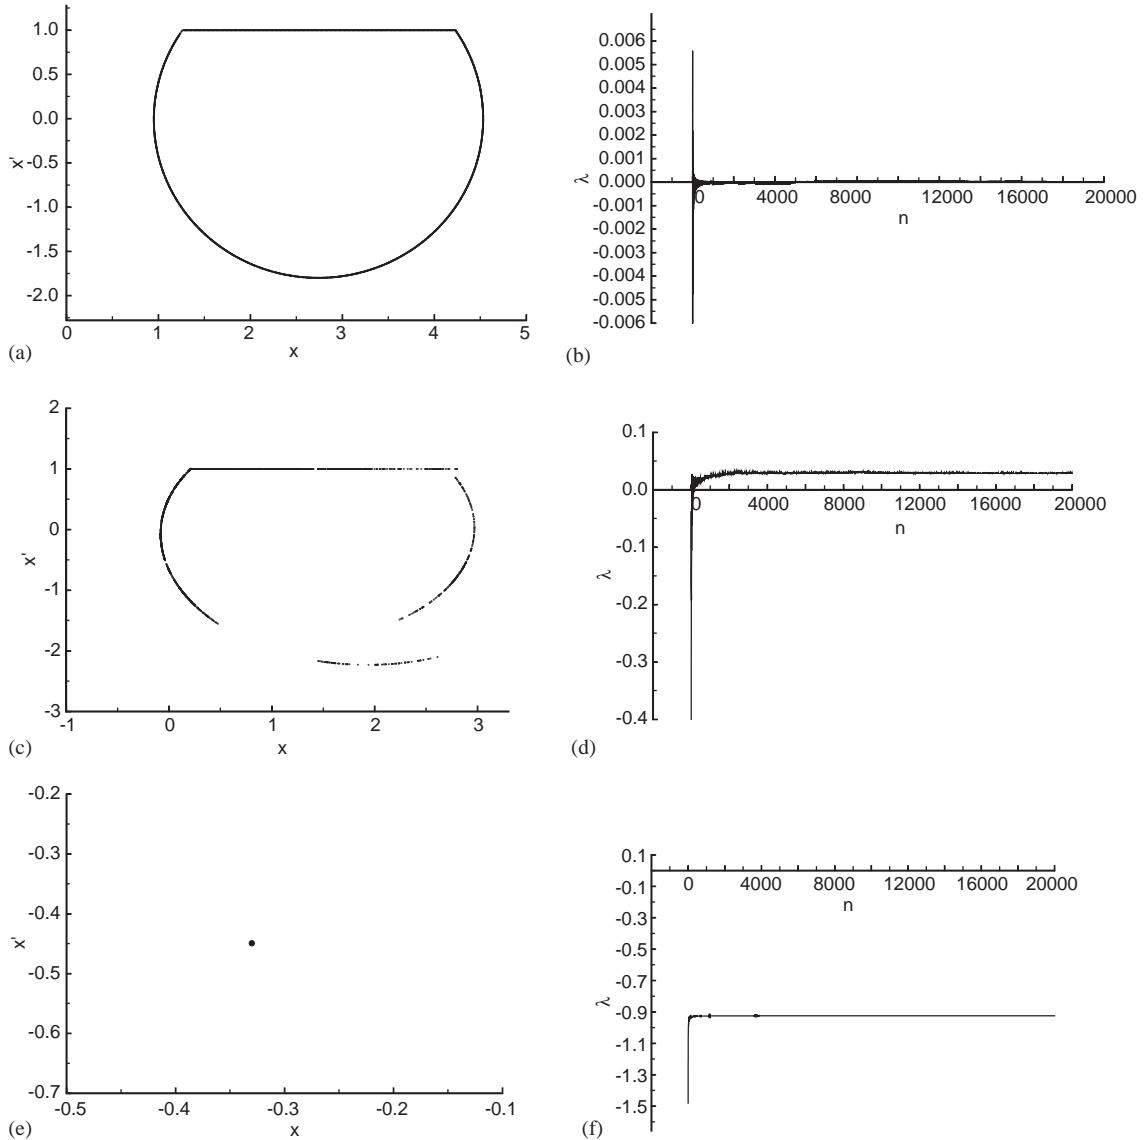 1.0
0.5
0.0
-0.5
-1.0
-1.5
-2.0
x'
0 1 2 3 4 5
x
(a)
0.006
0.005
0.004
0.003
0.002
0.001
0.000
-0.001
-0.002
-0.003
-0.004
-0.005
-0.006
λ
0 4000 8000 12000 16000 20000
n
(b)
2
1
0
-1
-2
-3
x'
-1 0 1 2 3
x
(c)
0.1
0.0
-0.1
-0.2
-0.3
-0.4
λ
0 4000 8000 12000 16000 20000
n
(d)
-0.2
-0.3
-0.4
-0.5
-0.6
-0.7
x'
-0.5 -0.4 -0.3 -0.2 -0.1
x
(e)
0.1
-0.1
-0.3
-0.5
-0.7
-0.9
-1.1
-1.3
-1.5
λ
0 4000 8000 12000 16000 20000
n
(f)